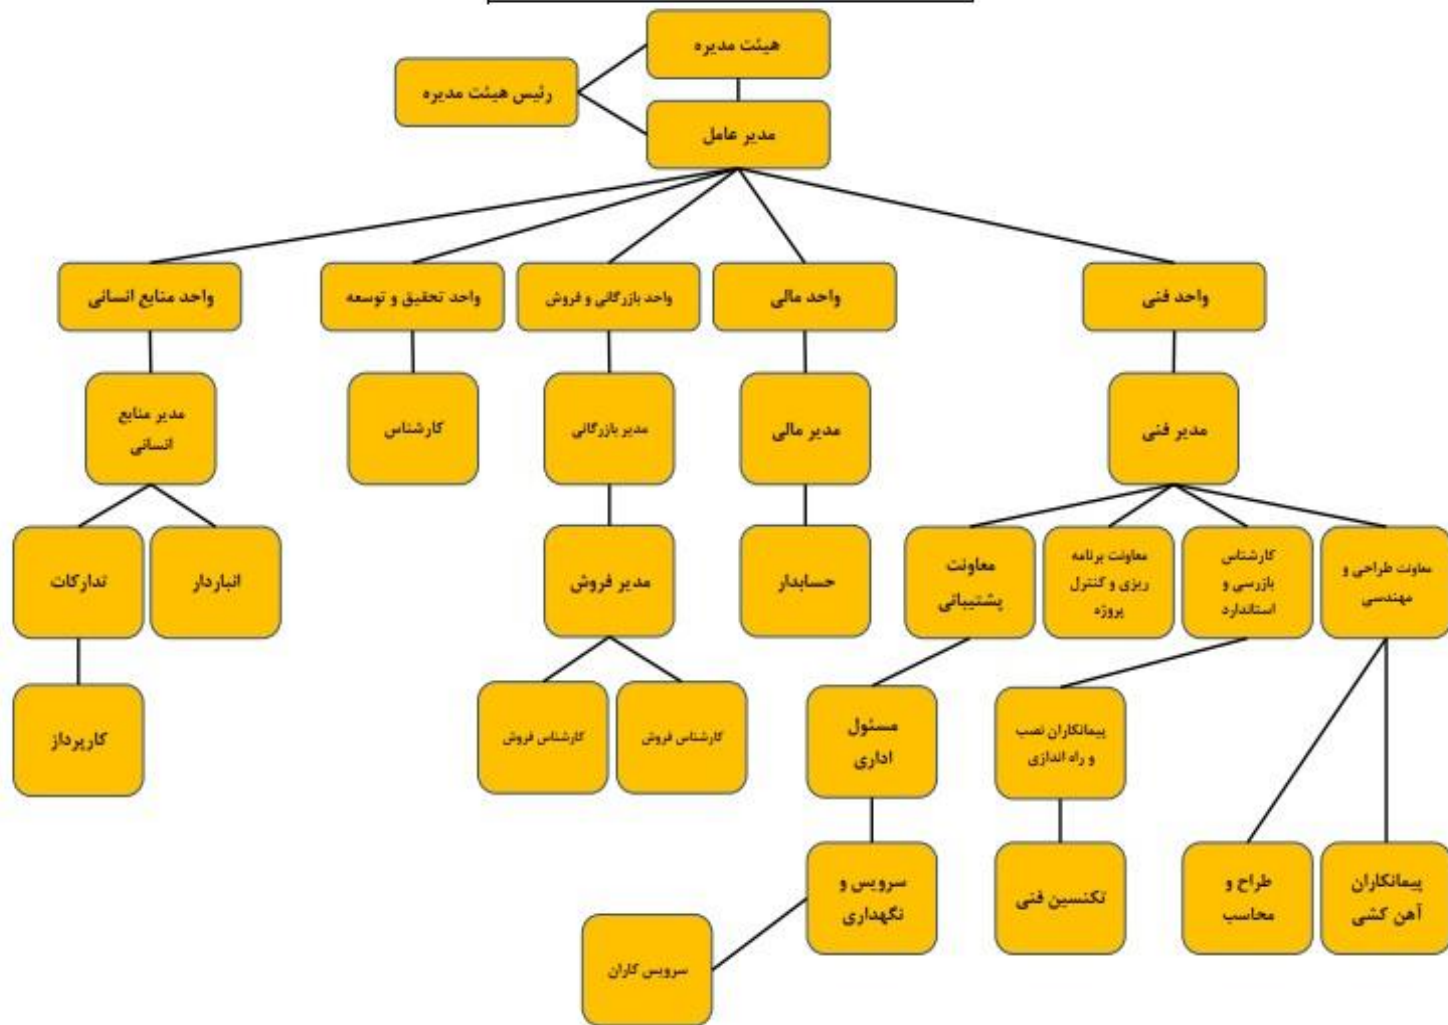 هیئت مدیره
رئیس هیئت مدیره
مدیر عامل
واحد فنی
واحد مالی
واحد بازرگانی و فروش
واحد تحقیق و توسعه
واحد منابع انسانی
مدیر فنی
مدیر مالی
مدیر بازرگانی
کارشناس
مدیر منابع
انسانی
معاونت طراحی و
مهندسی
کارشناس
بازرسی و
استاندارد
معاونت برنامه
ریزی و کنترل
پروژه
معاونت
پشتیبانی
حسابدار
مدیر فروش
انباردار
تدارکات
پیمانکاران نصب
و راه اندازی
مسئول
اداری
کارشناس فروش
کارشناس فروش
کارپرداز
پیمانکاران
آهن کشی
طراح و
محاسب
تکنسین فنی
سرویس و
نگهداری
سرویس کاران